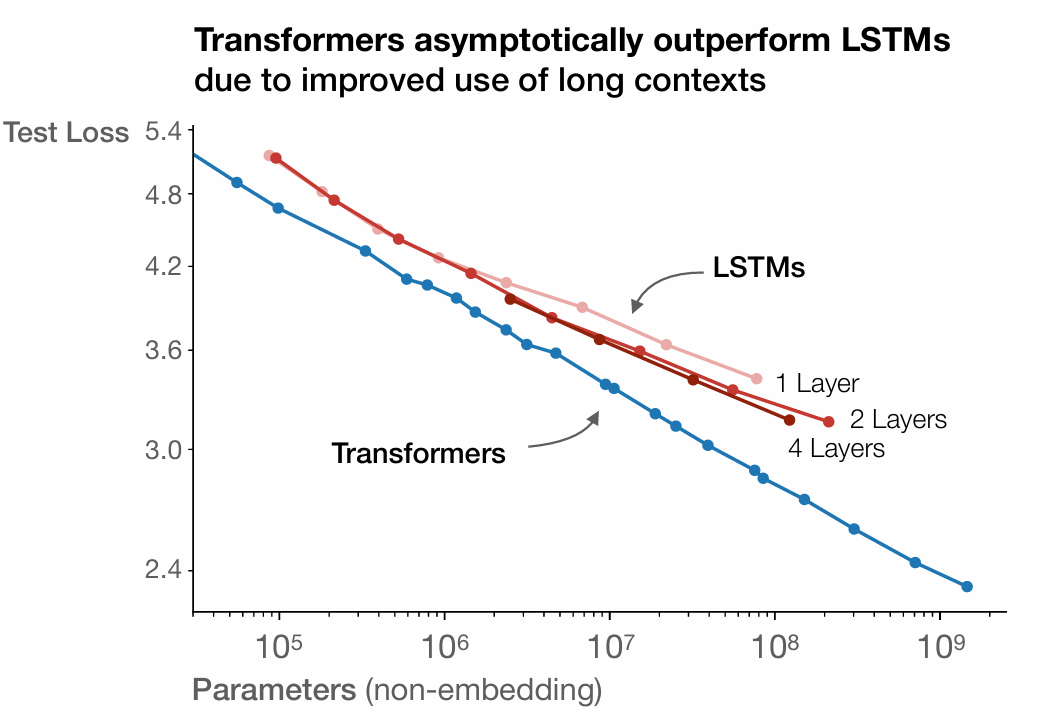 Transformers asymptotically outperform LSTMs
due to improved use of long contexts
Test Loss
5.4
4.8
4.2
3.6
3.0
2.4
LSTMs
1 Layer
2 Layers
4 Layers
Transformers
10⁵ 10⁶ 10⁷ 10⁸ 10⁹
Parameters (non-embedding)